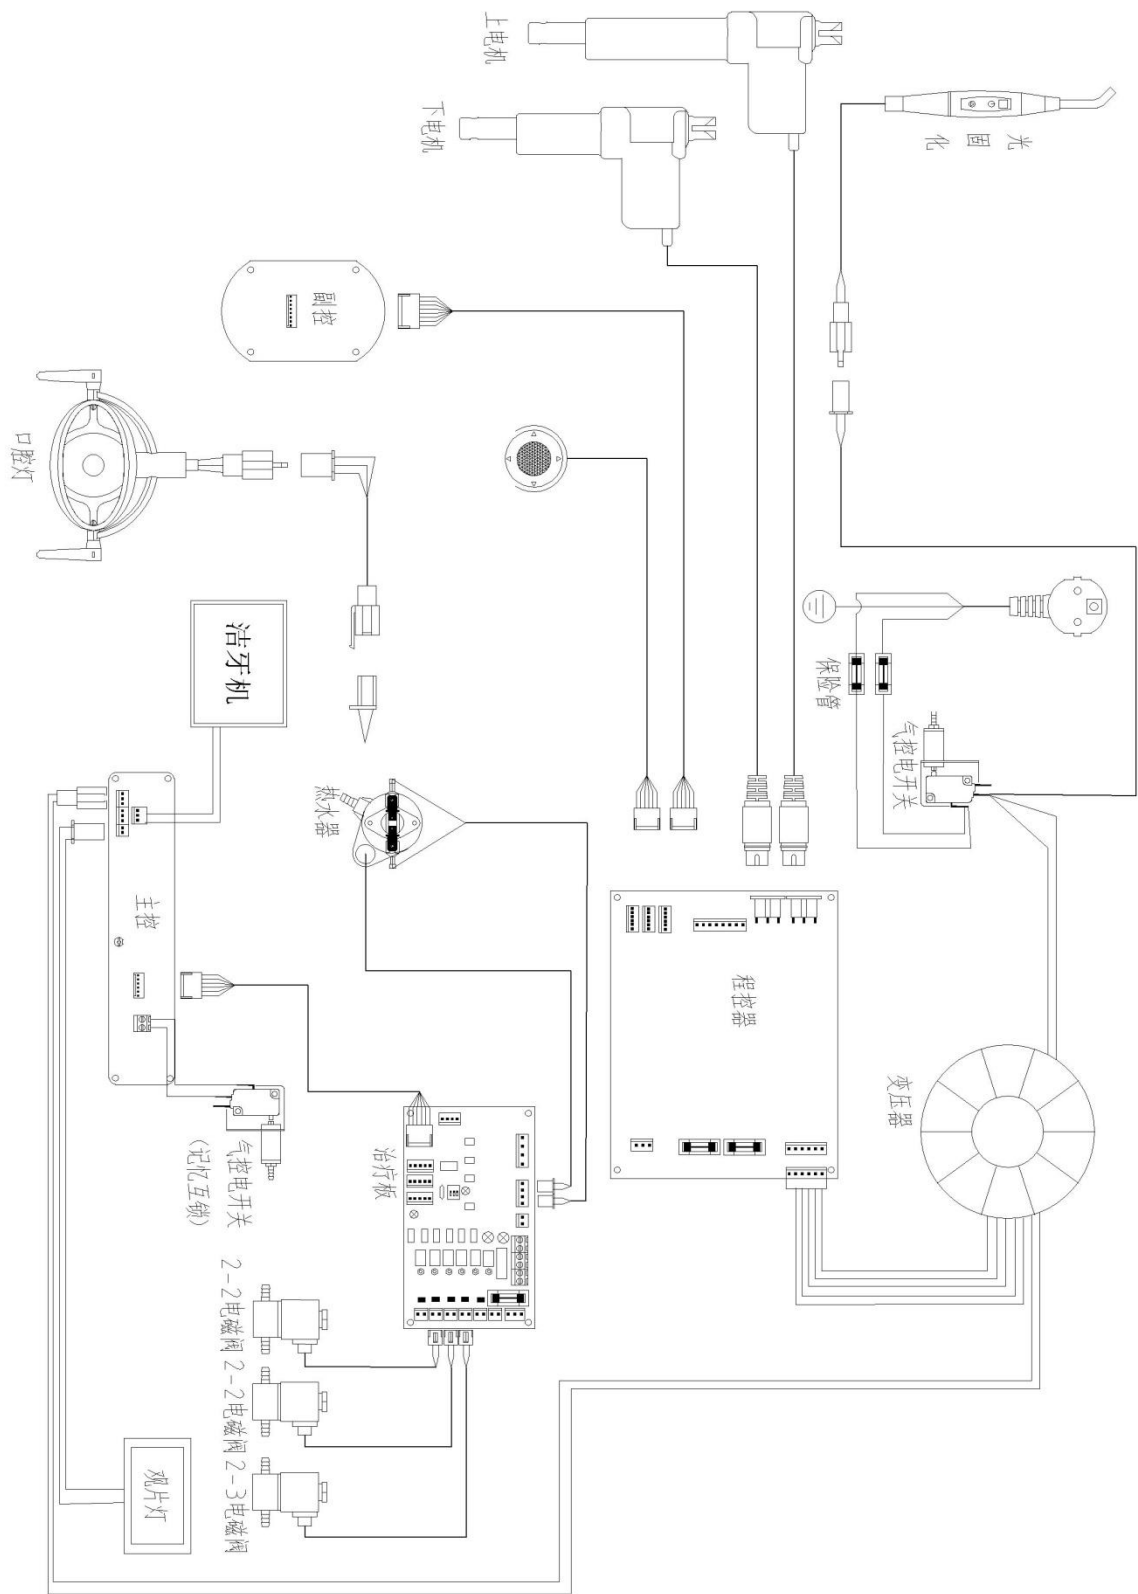 上电机
下电机
光固化
副控
口腔灯
洁牙机
保险管
气控电开关
热水器
主控
程控器
变压器
治疗板
气控电开关
（记忆互锁）
2-2电磁阀
2-2电磁阀
2-3电磁阀
观片灯